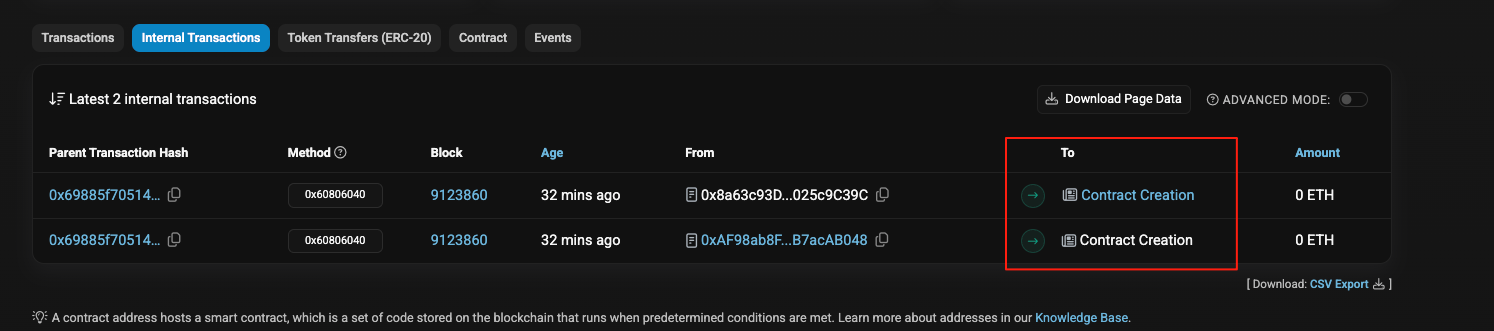 Transactions Internal Transactions Token Transfers (ERC-20) Contract Events
Latest 2 internal transactions Download Page Data ADVANCED MODE:
Parent Transaction Hash Method Block Age From To Amount
0x69885f70514... 0x60806040 9123860 32 mins ago 0x8a63c93D...025c9C39C Contract Creation 0 ETH
0x69885f70514... 0x60806040 9123860 32 mins ago 0xAF98ab8F...B7acAB048 Contract Creation 0 ETH
[ Download: CSV Export ]
A contract address hosts a smart contract, which is a set of code stored on the blockchain that runs when predetermined conditions are met. Learn more about addresses in our Knowledge Base.